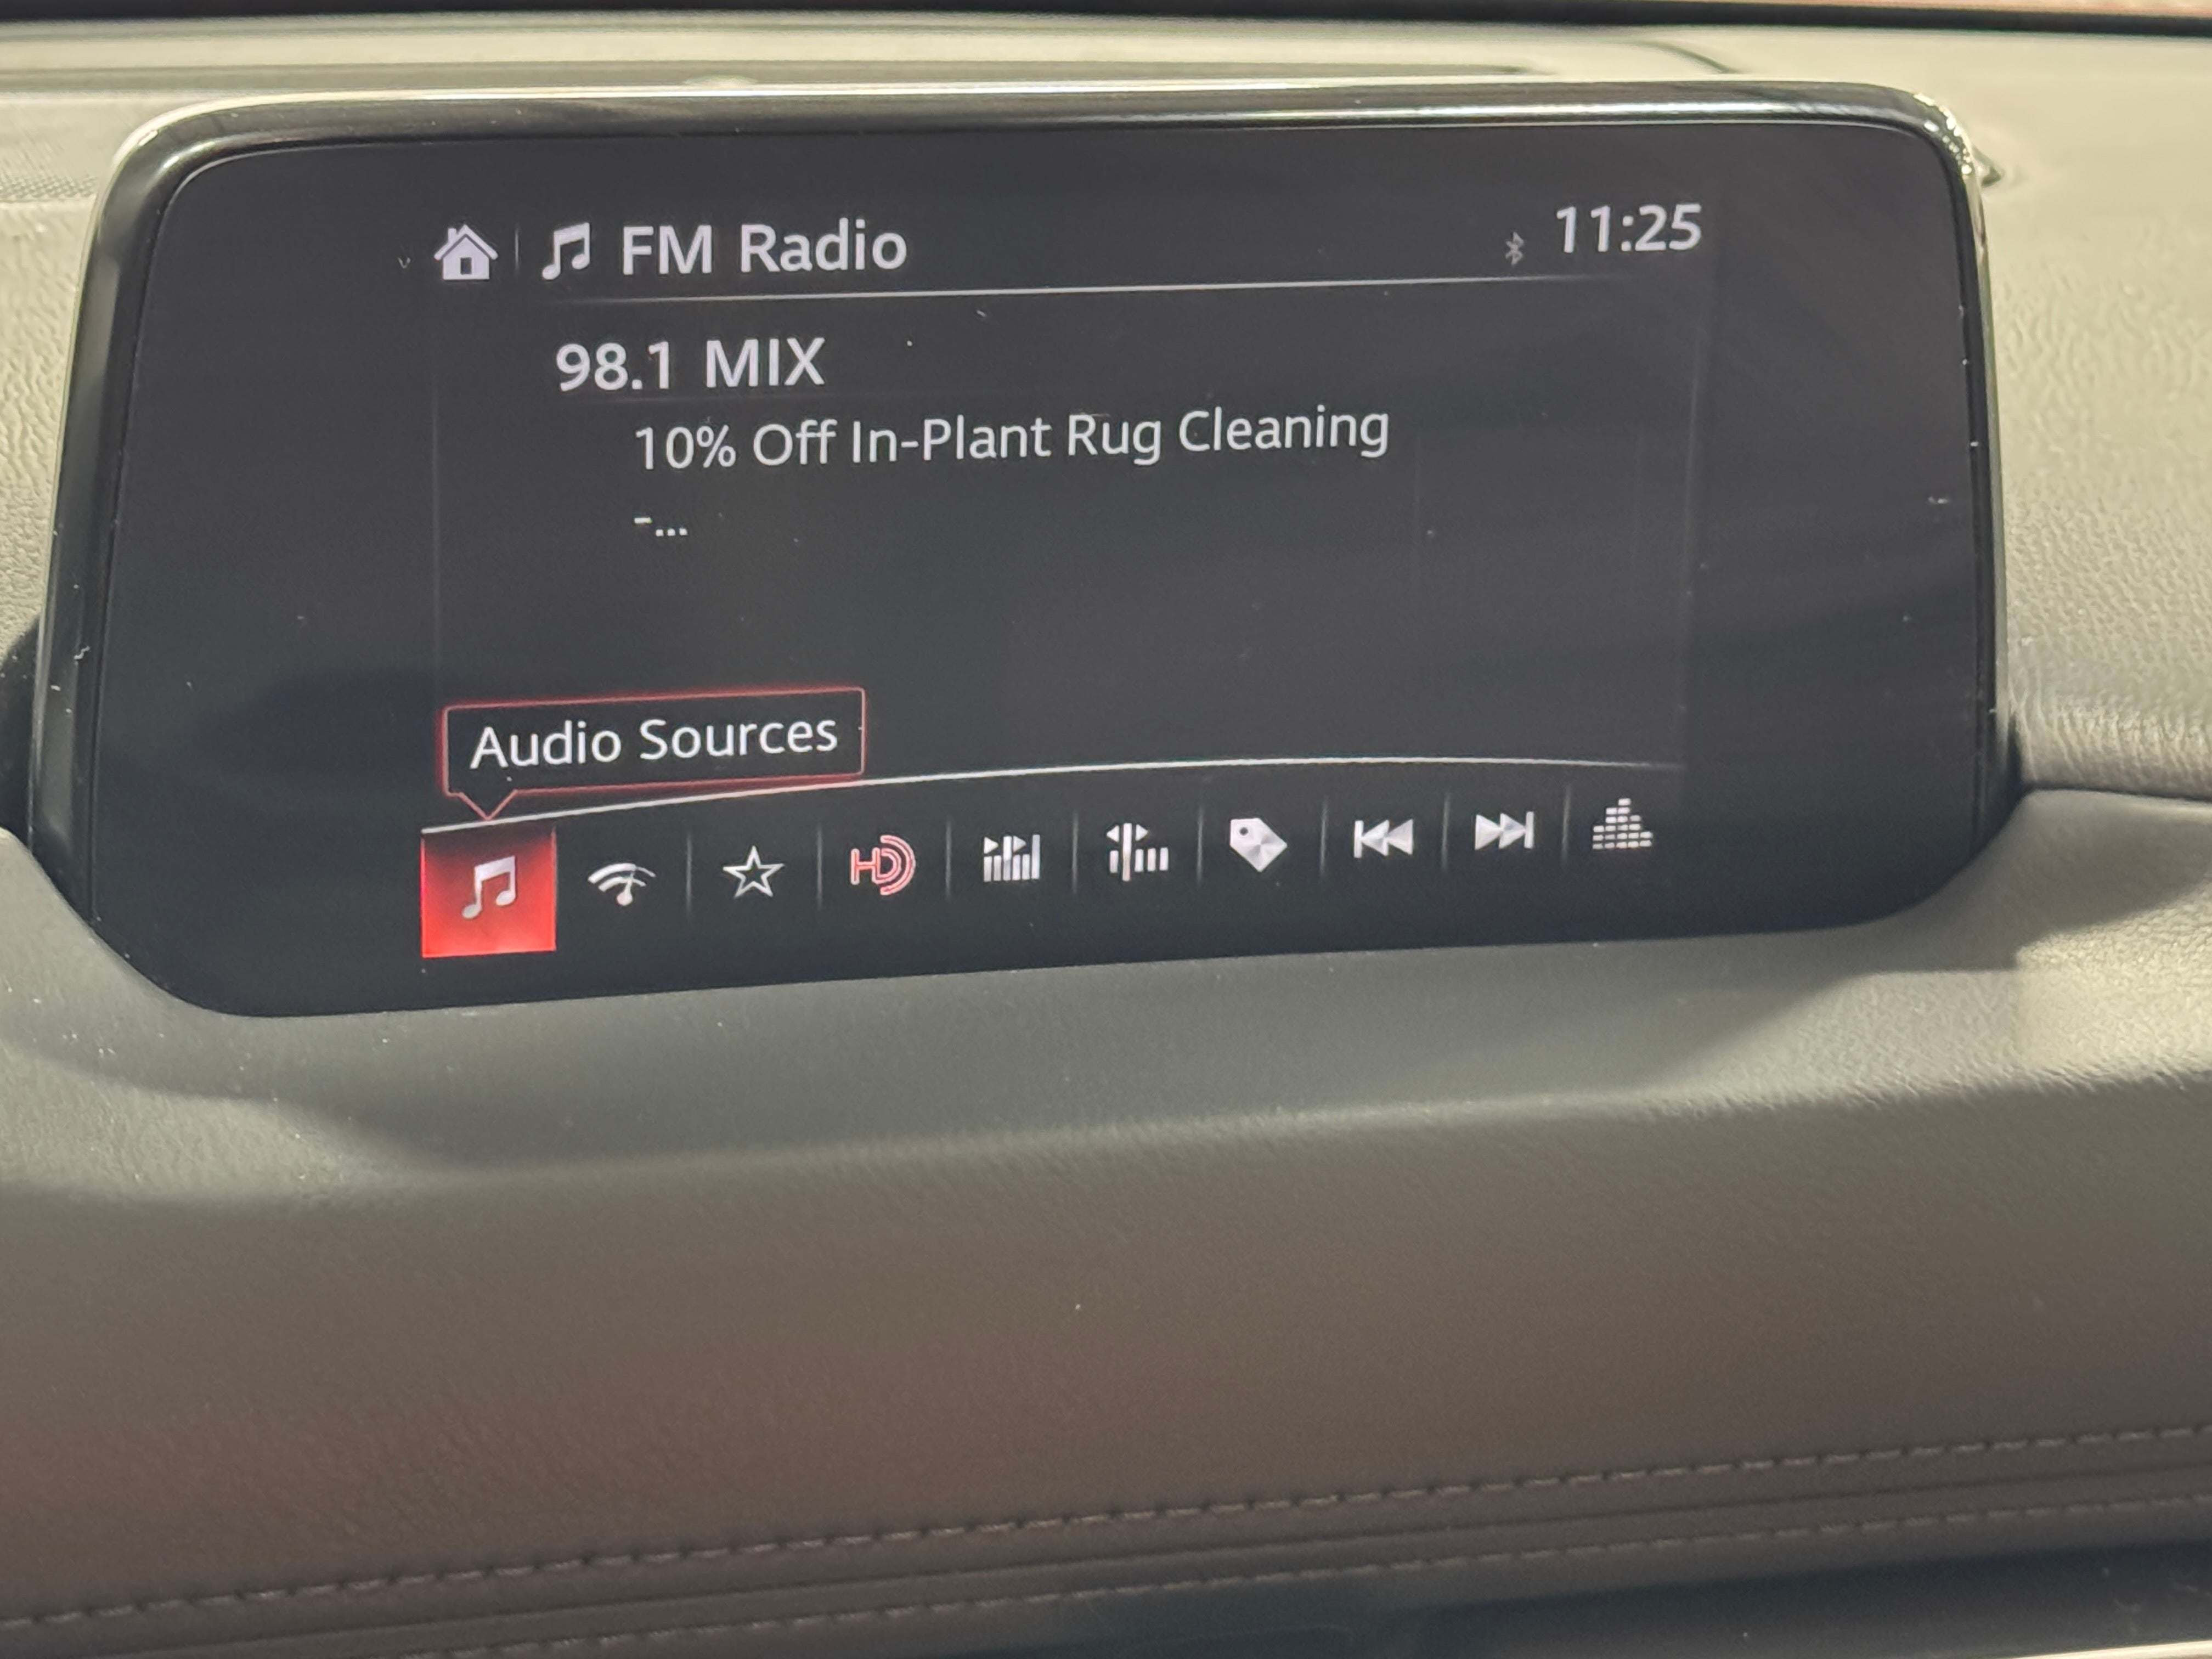 FM Radio
11:25
98.1 MIX
10% Off In-Plant Rug Cleaning
-...
Audio Sources
HD